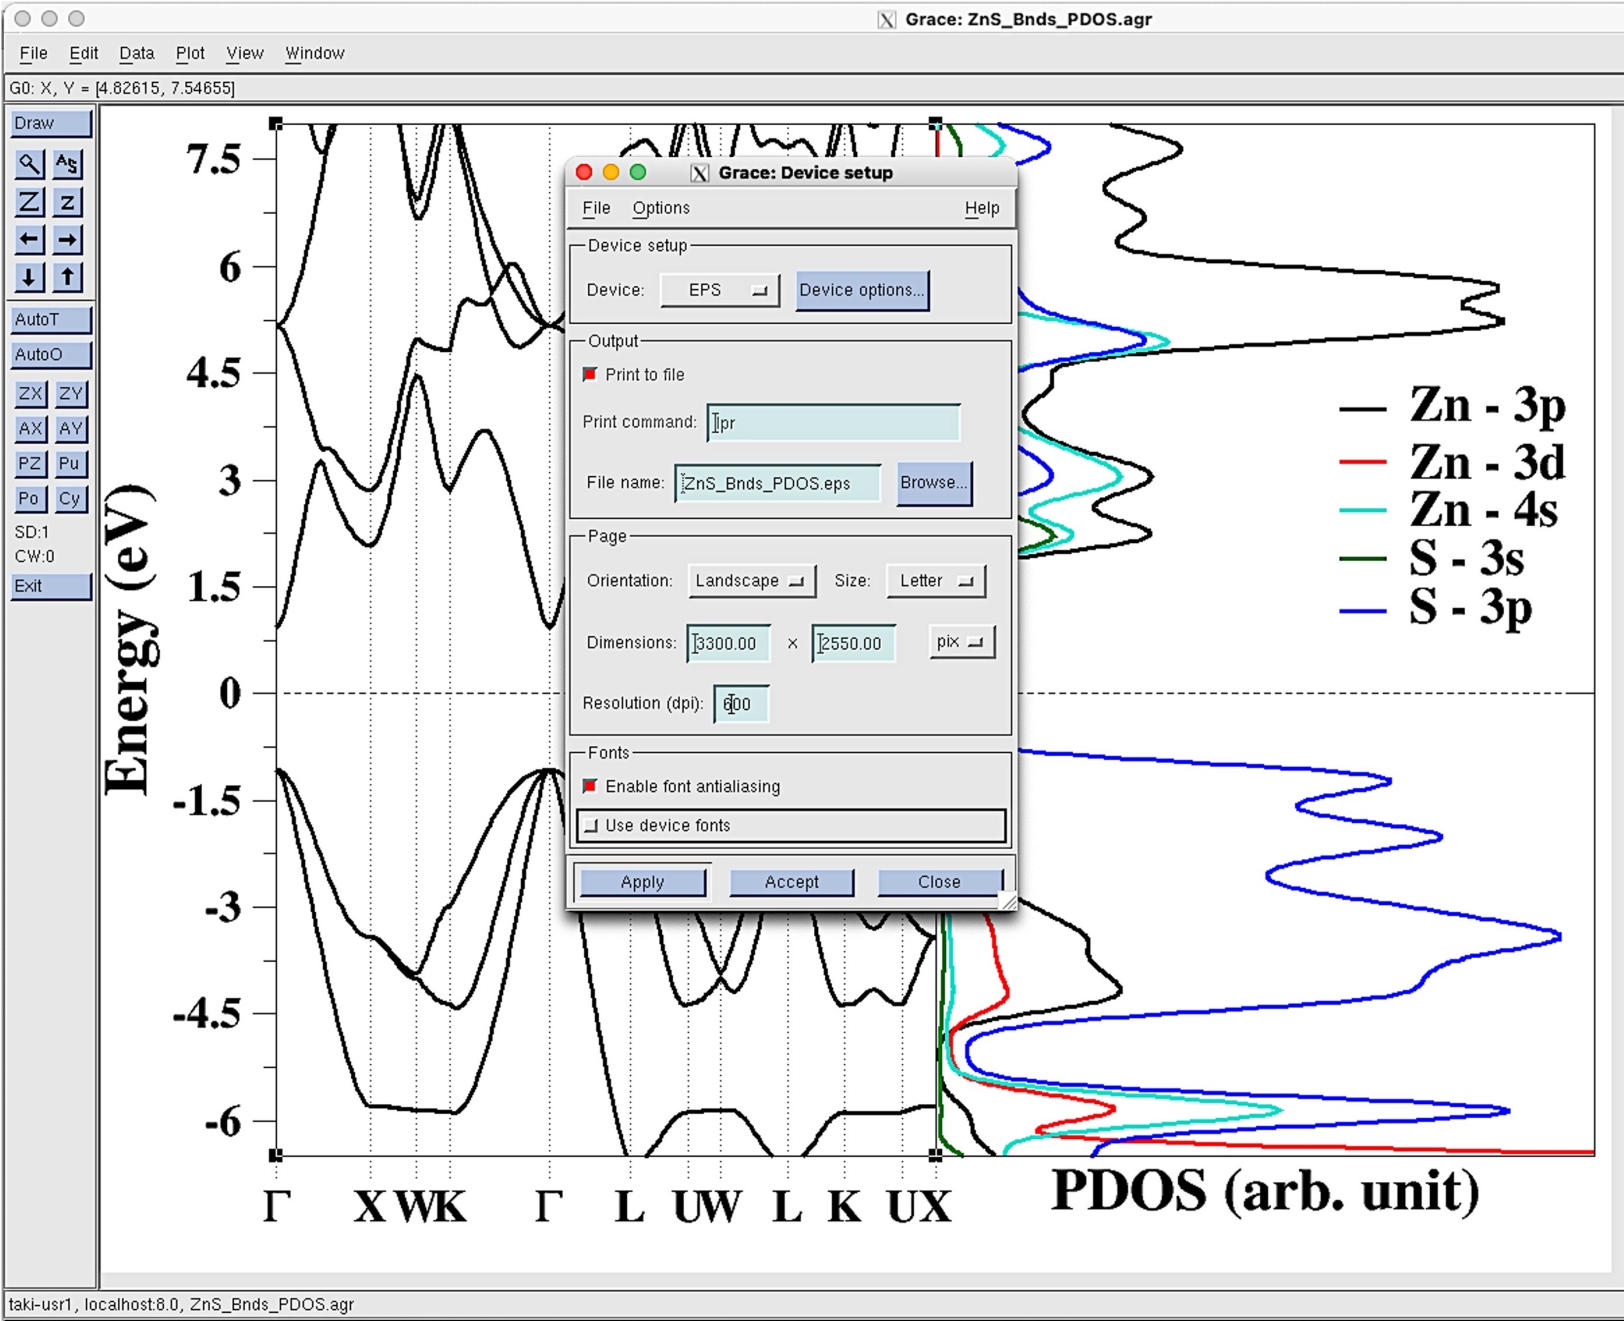 Grace: ZnS_Bnds_PDOS.agr
File Edit Data Plot View Window
G0: X, Y = [4.82615, 7.54655]
Draw
AS
Z z
AutoT
AutoO
ZX ZY
AX AY
PZ Pu
Po Cy
SD:1
CW:0
Exit
Energy (eV)
7.5
6
4.5
3
1.5
0
-1.5
-3
-4.5
-6
Γ X W K Γ L U W L K U X
Grace: Device setup
File Options Help
Device setup
Device: EPS Device options...
Output
Print to file
Print command: lpr
File name: ZnS_Bnds_PDOS.eps Browse...
Page
Orientation: Landscape Size: Letter
Dimensions: 3300.00 x 2550.00 pix
Resolution (dpi): 600
Fonts
Enable font antialiasing
Use device fonts
Apply Accept Close
Zn - 3p
Zn - 3d
Zn - 4s
S - 3s
S - 3p
PDOS (arb. unit)
taki-usr1, localhost:8.0, ZnS_Bnds_PDOS.agr